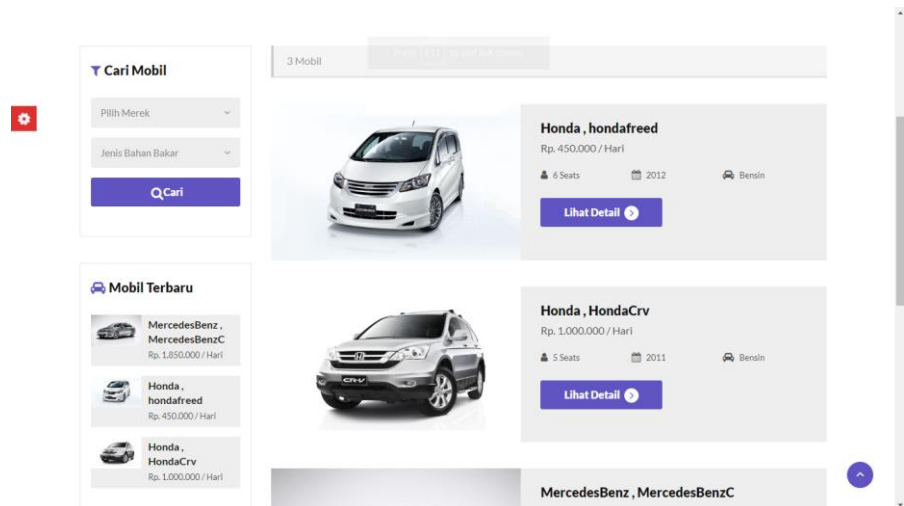 Cari Mobil
Pilih Merek
Jenis Bahan Bakar
Cari
Mobil Terbaru
MercedesBenz ,
MercedesBenzC
Rp. 1.850.000 / Hari
Honda ,
hondafreed
Rp. 450.000 / Hari
Honda ,
HondaCrv
Rp. 1.000.000 / Hari
3 Mobil
Honda , hondafreed
Rp. 450.000 / Hari
6 Seats 2012 Bensin
Lihat Detail
Honda , HondaCrv
Rp. 1.000.000 / Hari
5 Seats 2011 Bensin
Lihat Detail
CR-V
MercedesBenz , MercedesBenzC